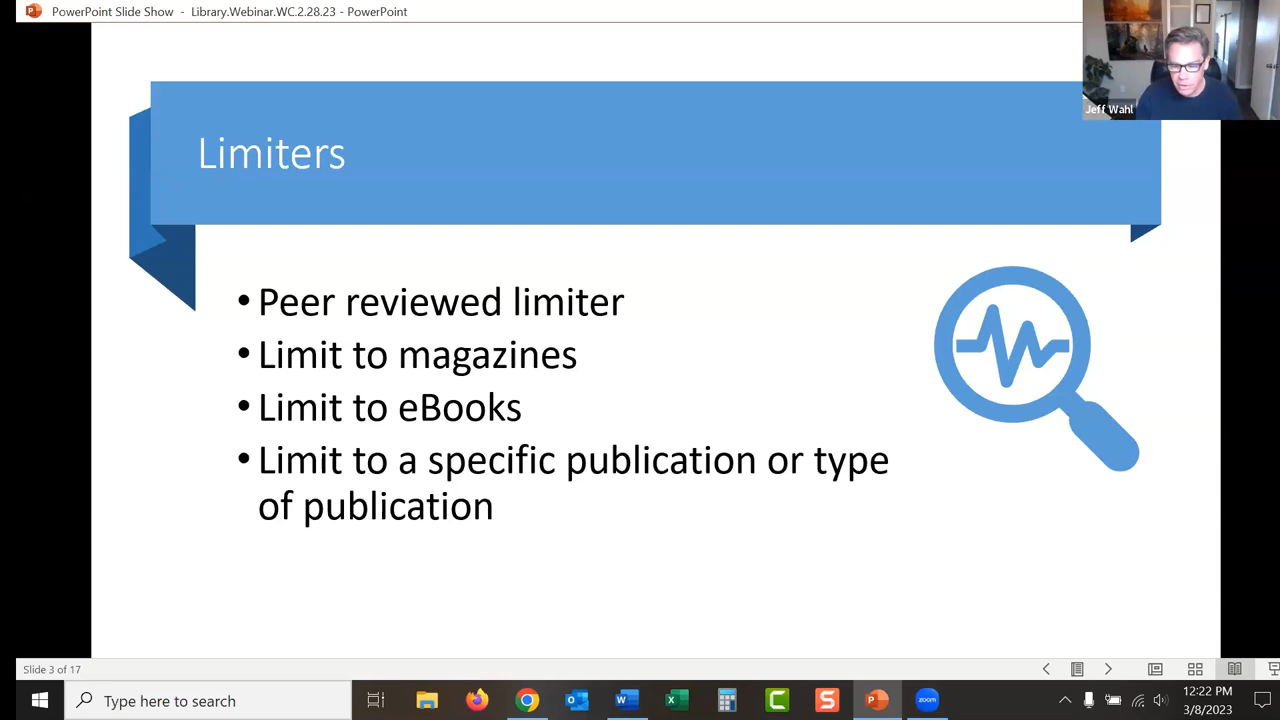 PowerPoint Slide Show - Library.Webinar.WC.2.28.23 - PowerPoint
Jeff Wahl
Limiters
• Peer reviewed limiter
• Limit to magazines
• Limit to eBooks
• Limit to a specific publication or type
of publication
Slide 3 of 17
Type here to search
12:22 PM
3/8/2023